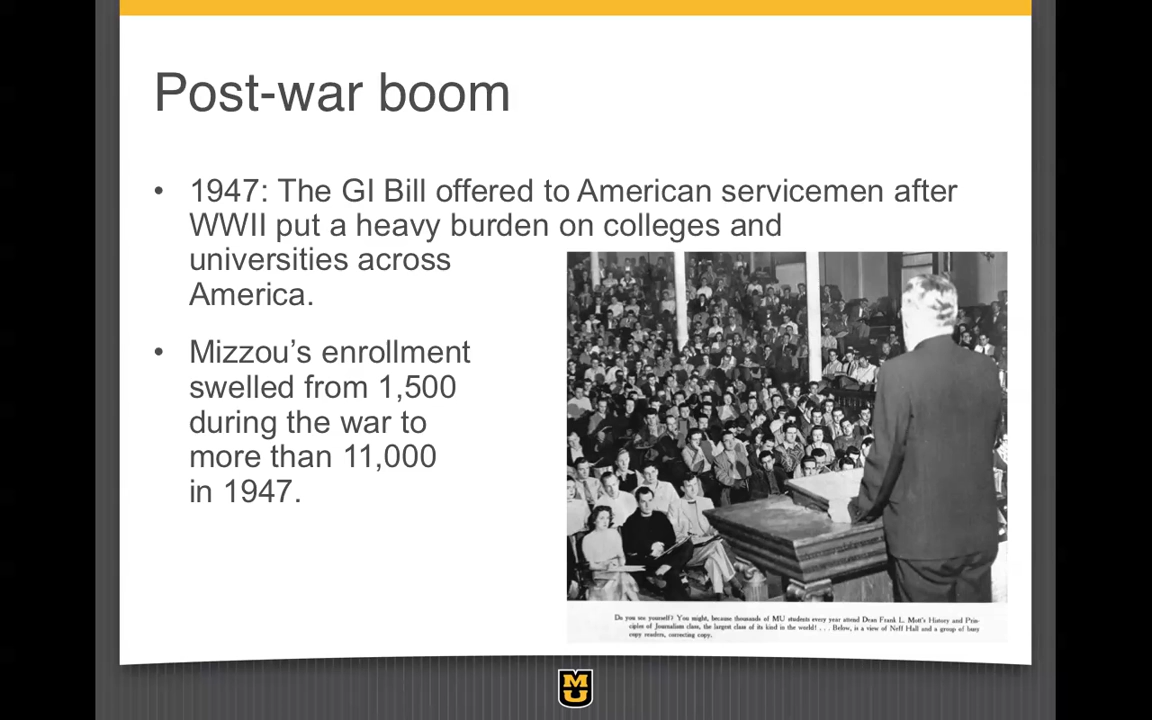 Post-war boom
• 1947: The GI Bill offered to American servicemen after
WWII put a heavy burden on colleges and
universities across
America.
• Mizzou’s enrollment
swelled from 1,500
during the war to
more than 11,000
in 1947.
Do you see yourself? You might, because thousands of MU students every year attend Dean Frank L. Mott's History and Prin-
ciples of Journalism class, the largest class of its kind in the world! . . . Below, is a view of Neff Hall and a group of busy
copy readers, correcting copy.
MU